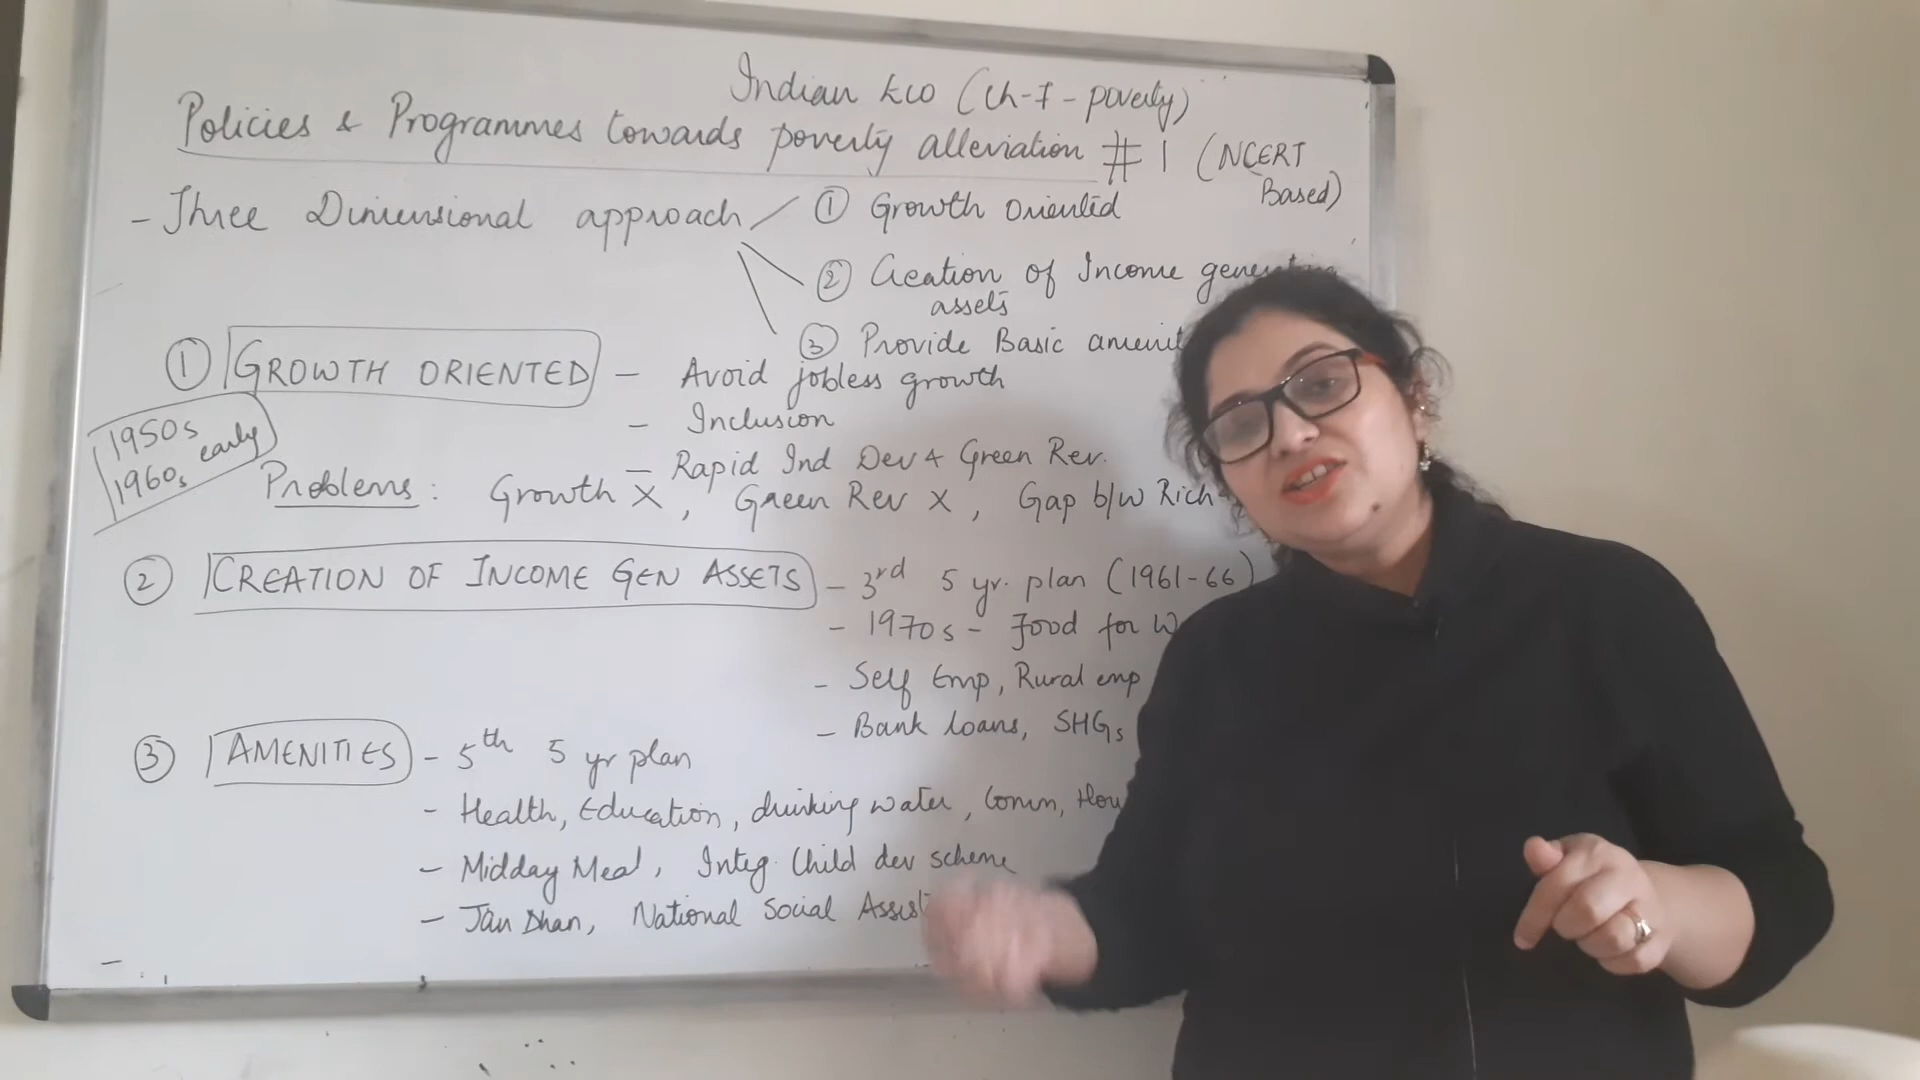 Indian Eco (Ch-7 - poverty)
Policies & Programmes towards poverty alleviation #1 (NCERT Based)
- Three Dimensional approach
① Growth Oriented
② Creation of Income generating assets
③ Provide Basic
① GROWTH ORIENTED - Avoid jobless growth
1950s
1960s early
- Inclusion
- Rapid Ind Dev & Green Rev.
Problems: Growth X, Green Rev X, Gap b/w Rich
② CREATION OF INCOME GEN ASSETS - 3rd 5 yr. plan (1961-66)
- 1970s - Food for
- Self Emp, Rural emp
- Bank loans, SHGs
③ AMENITIES - 5th 5 yr plan
- Health, Education, drinking water, Comm,
- Midday Meal, Integ. Child dev scheme
- Jan Dhan, National Social